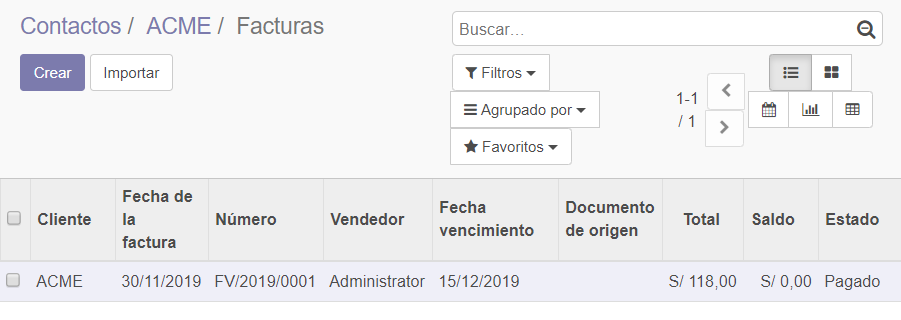 Contactos / ACME / Facturas
Buscar...
Crear
Importar
Filtros
Agrupado por
Favoritos
1-1
/ 1
Cliente
Fecha de
la
factura
Número
Vendedor
Fecha
vencimiento
Documento
de origen
Total
Saldo
Estado
ACME 30/11/2019 FV/2019/0001 Administrator 15/12/2019 S/ 118,00 S/ 0,00 Pagado